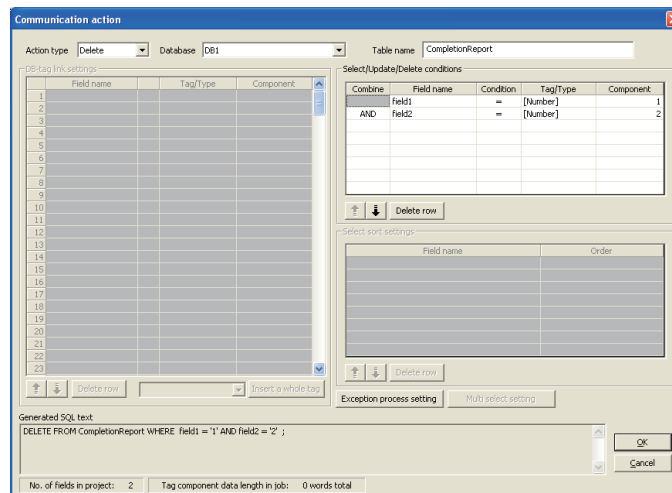 Communication action
Action type Delete Database DB1 Table name CompletionReport
DB-tag link settings
Field name Tag/Type Component
1
2
3
4
5
6
7
8
9
10
11
12
13
14
15
16
17
18
19
20
21
22
23
Delete row Insert a whole tag
Select/Update/Delete conditions
Combine Field name Condition Tag/Type Component
field1 = [Number] 1
AND field2 = [Number] 2
Delete row
Select sort settings
Field name Order
Delete row
Exception process setting Multi select setting
Generated SQL text
DELETE FROM CompletionReport WHERE field1 = '1' AND field2 = '2' ;
OK
Cancel
No. of fields in project: 2 Tag component data length in job: 0 words total